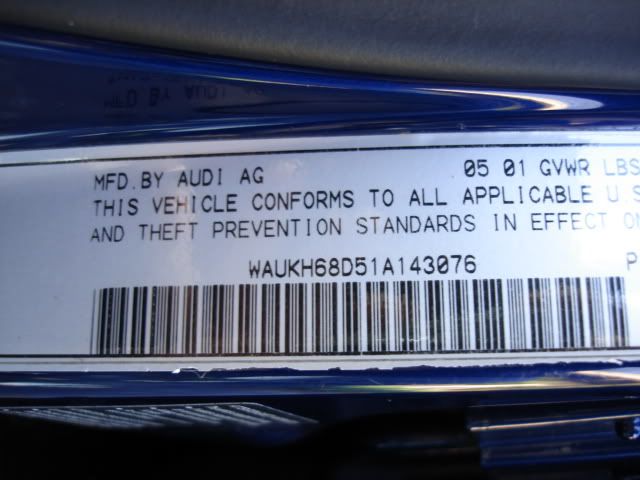 MFD. BY AUDI AG 05 01 GVWR LBS
THIS VEHICLE CONFORMS TO ALL APPLICABLE U.S
AND THEFT PREVENTION STANDARDS IN EFFECT ON
WAUKH68D51A143076 P